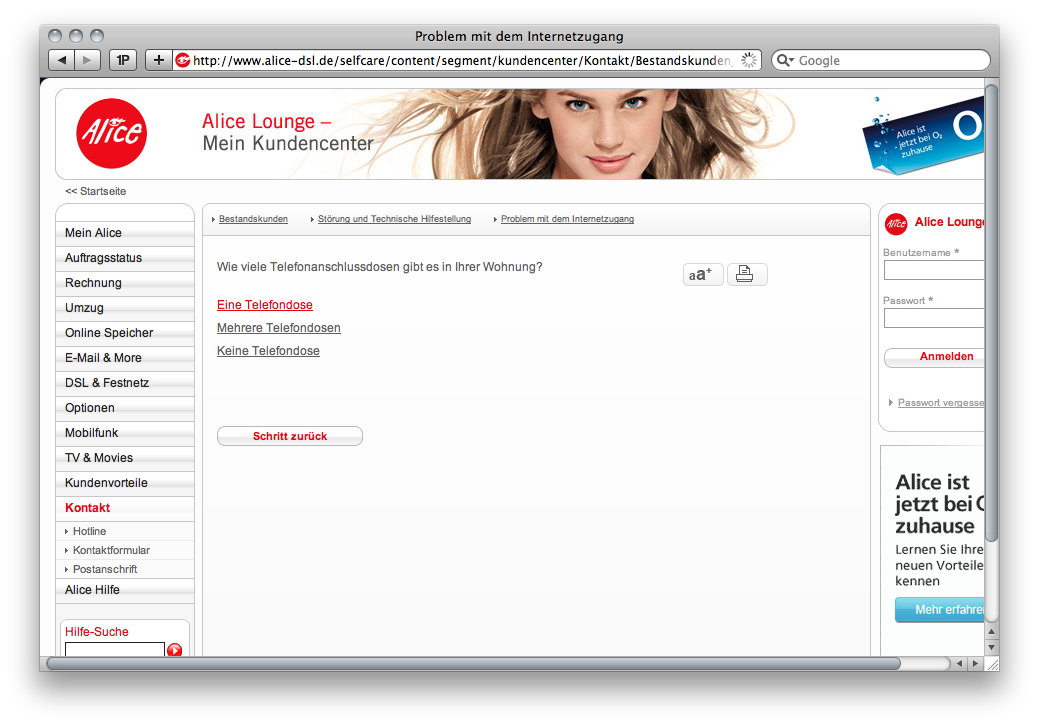 Problem mit dem Internetzugang
1P
http://www.alice-dsl.de/selfcare/content/segment/kundencenter/Kontakt/Bestandskunden_
Google
Alice
Alice Lounge –
Mein Kundencenter
Alice ist
jetzt bei O2
zuhause
O
<< Startseite
Mein Alice
Auftragsstatus
Rechnung
Umzug
Online Speicher
E-Mail & More
DSL & Festnetz
Optionen
Mobilfunk
TV & Movies
Kundenvorteile
Kontakt
Hotline
Kontaktformular
Postanschrift
Alice Hilfe
Hilfe-Suche
Bestandskunden
Störung und Technische Hilfestellung
Problem mit dem Internetzugang
Wie viele Telefonanschlussdosen gibt es in Ihrer Wohnung?
aa+
Eine Telefondose
Mehrere Telefondosen
Keine Telefondose
Schritt zurück
Alice
Alice Lounge
Benutzername *
Passwort *
Anmelden
Passwort vergesse
Alice ist
jetzt bei O
zuhause
Lernen Sie Ihre
neuen Vorteile
kennen
Mehr erfahre